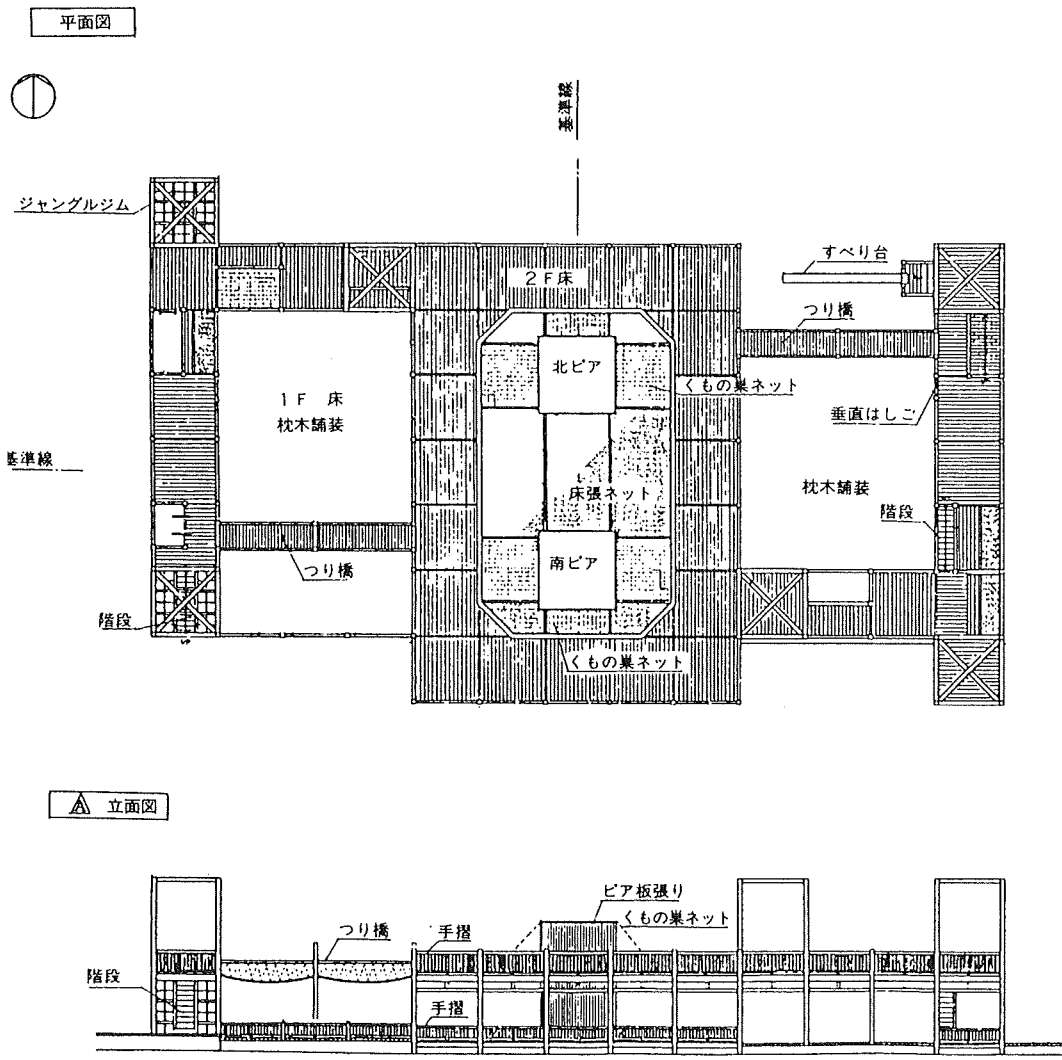 平面図
基準線
ジャングルジム
すべり台
2F床
つり橋
北ピア
くもの巣ネット
1F 床
枕木舗装
垂直はしご
基準線
枕木舗装
床張ネット
階段
つり橋
南ピア
階段
くもの巣ネット
A 立面図
ピア板張り
くもの巣ネット
つり橋
手摺
階段
手摺